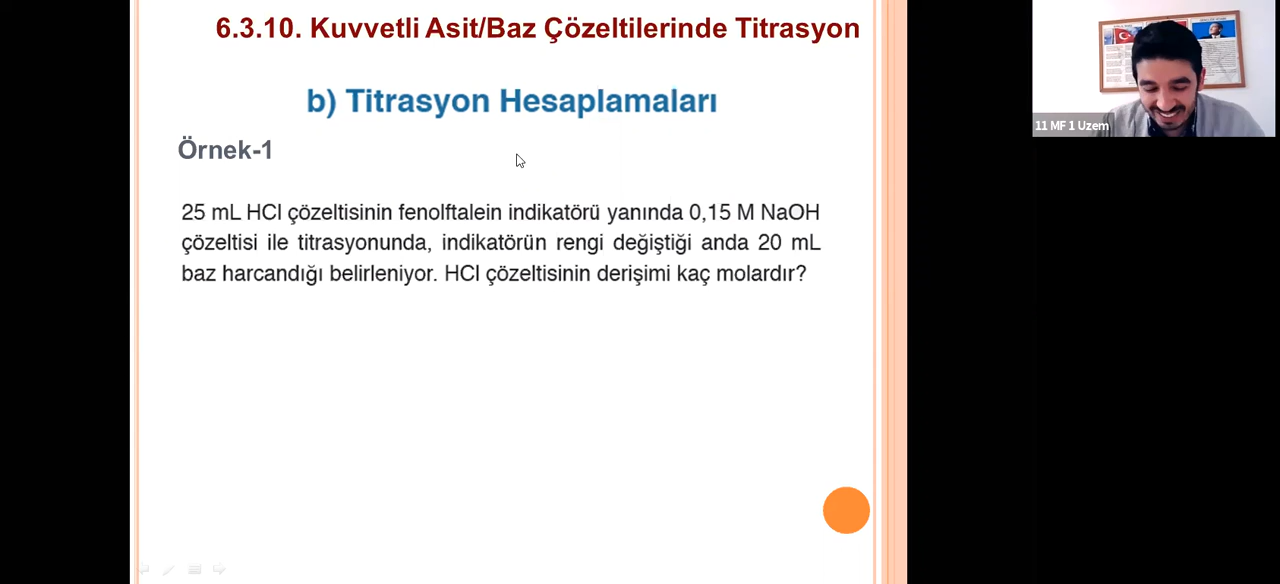 6.3.10. Kuvvetli Asit/Baz Çözeltilerinde Titrasyon
b) Titrasyon Hesaplamaları
Örnek-1
25 mL HCl çözeltisinin fenolftalein indikatörü yanında 0,15 M NaOH
çözeltisi ile titrasyonunda, indikatörün rengi değiştiği anda 20 mL
baz harcandığı belirleniyor. HCl çözeltisinin derişimi kaç molardır?
11 MF 1 Uzem